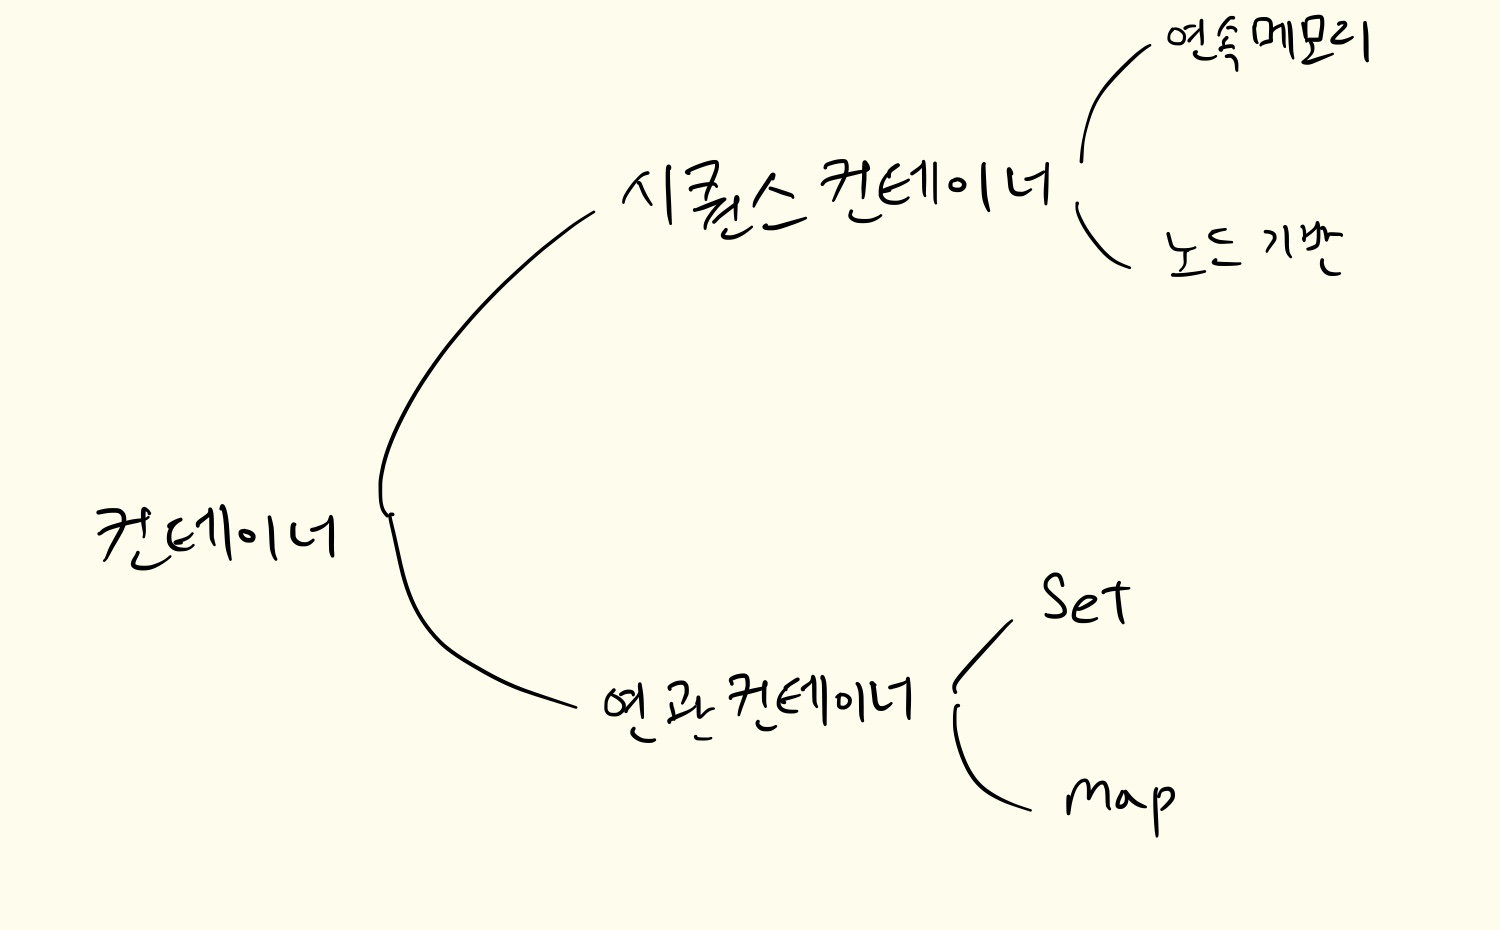 연속메모리
시퀀스 컨테이너
노드 기반
컨테이너
Set
연관 컨테이너
Map